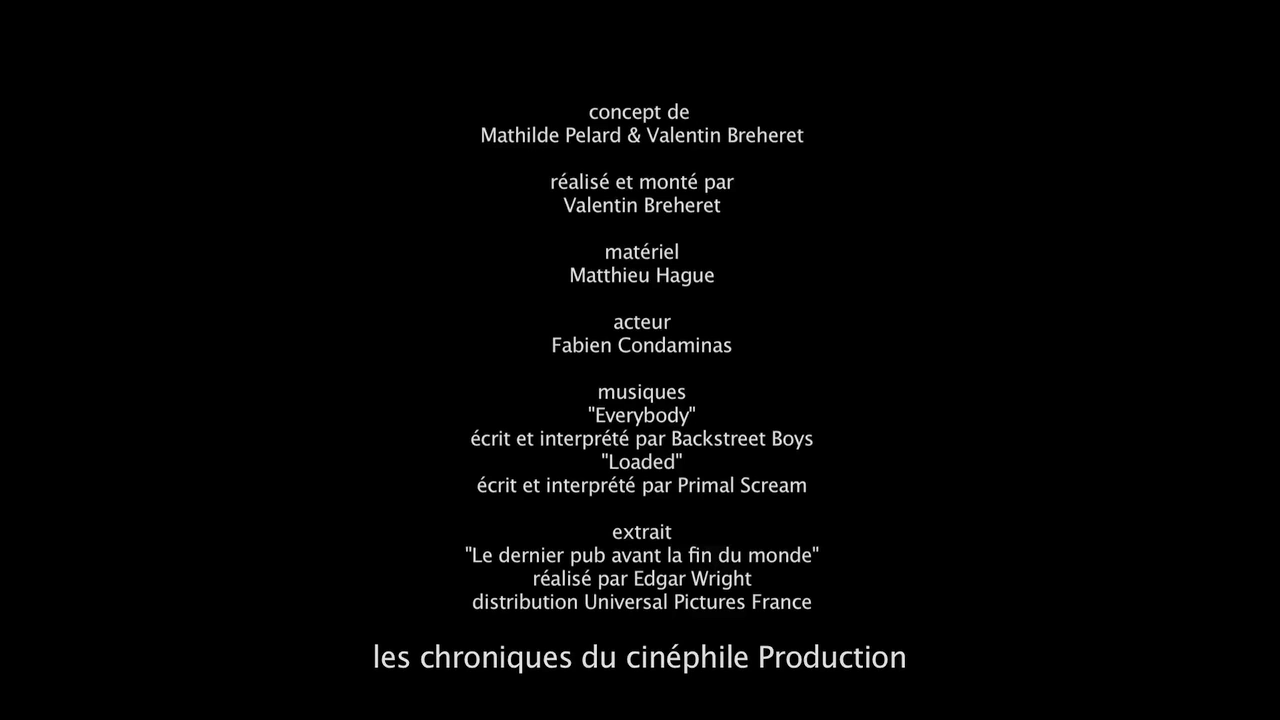 concept de
Mathilde Pelard & Valentin Breheret
réalisé et monté par
Valentin Breheret
matériel
Matthieu Hague
acteur
Fabien Condaminas
musiques
"Everybody"
écrit et interprété par Backstreet Boys
"Loaded"
écrit et interprété par Primal Scream
extrait
"Le dernier pub avant la fin du monde"
réalisé par Edgar Wright
distribution Universal Pictures France
les chroniques du cinéphile Production